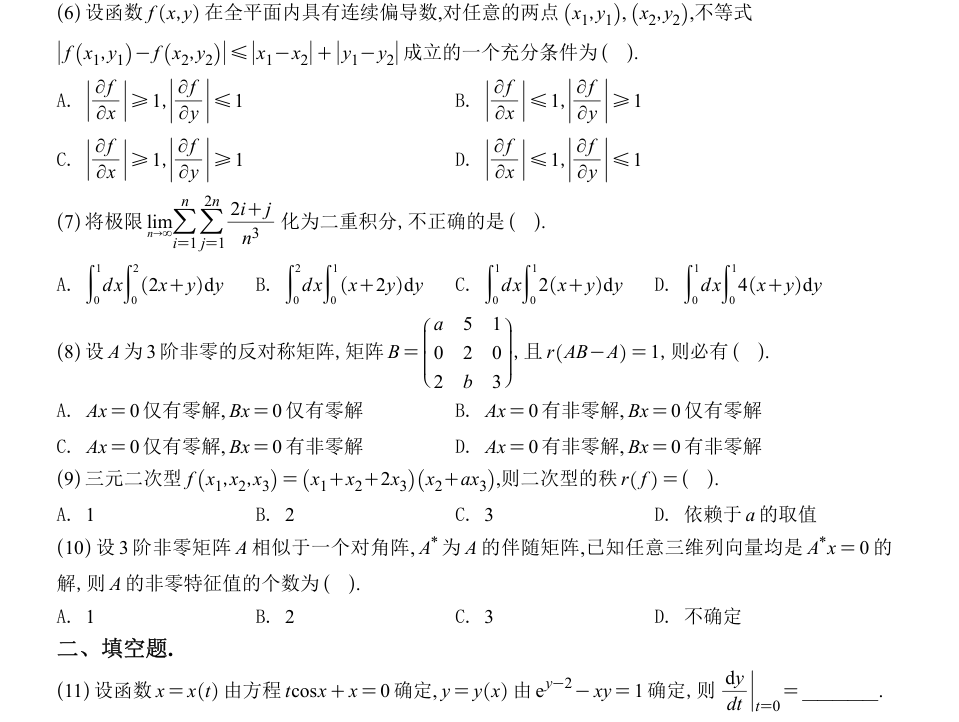 (6) 设函数 f(x,y) 在全平面内具有连续偏导数,对任意的两点 (x₁,y₁), (x₂,y₂),不等式
|f(x₁,y₁)−f(x₂,y₂)|⩽|x₁−x₂|+|y₁−y₂| 成立的一个充分条件为 (   ).
A. |∂f/∂x|⩾1,|∂f/∂y|⩽1 B. |∂f/∂x|⩽1,|∂f/∂y|⩾1
C. |∂f/∂x|⩾1,|∂f/∂y|⩾1 D. |∂f/∂x|⩽1,|∂f/∂y|⩽1
(7) 将极限 lim_{n→∞} ∑_{i=1}^{n} ∑_{j=1}^{2n} (2i+j)/n³ 化为二重积分, 不正确的是 (   ).
A. ∫₀¹dx∫₀²(2x+y)dy B. ∫₀²dx∫₀¹(x+2y)dy C. ∫₀¹dx∫₀¹2(x+y)dy D. ∫₀¹dx∫₀¹4(x+y)dy
(8) 设 A 为 3 阶非零的反对称矩阵, 矩阵 B=(a 5 1; 0 2 0; 2 b 3), 且 r(AB−A)=1, 则必有 (   ).
A. Ax=0 仅有零解, Bx=0 仅有零解 B. Ax=0 有非零解, Bx=0 仅有零解
C. Ax=0 仅有零解, Bx=0 有非零解 D. Ax=0 有非零解, Bx=0 有非零解
(9) 三元二次型 f(x₁,x₂,x₃)=(x₁+x₂+2x₃)(x₂+ax₃),则二次型的秩 r(f)=(   ).
A. 1 B. 2 C. 3 D. 依赖于 a 的取值
(10) 设 3 阶非零矩阵 A 相似于一个对角阵, A* 为 A 的伴随矩阵,已知任意三维列向量均是 A*x=0 的
解, 则 A 的非零特征值的个数为 (   ).
A. 1 B. 2 C. 3 D. 不确定
二、填空题.
(11) 设函数 x=x(t) 由方程 tcosx+x=0 确定, y=y(x) 由 e^{y−2}−xy=1 确定, 则 dy/dt|_{t=0}=________.